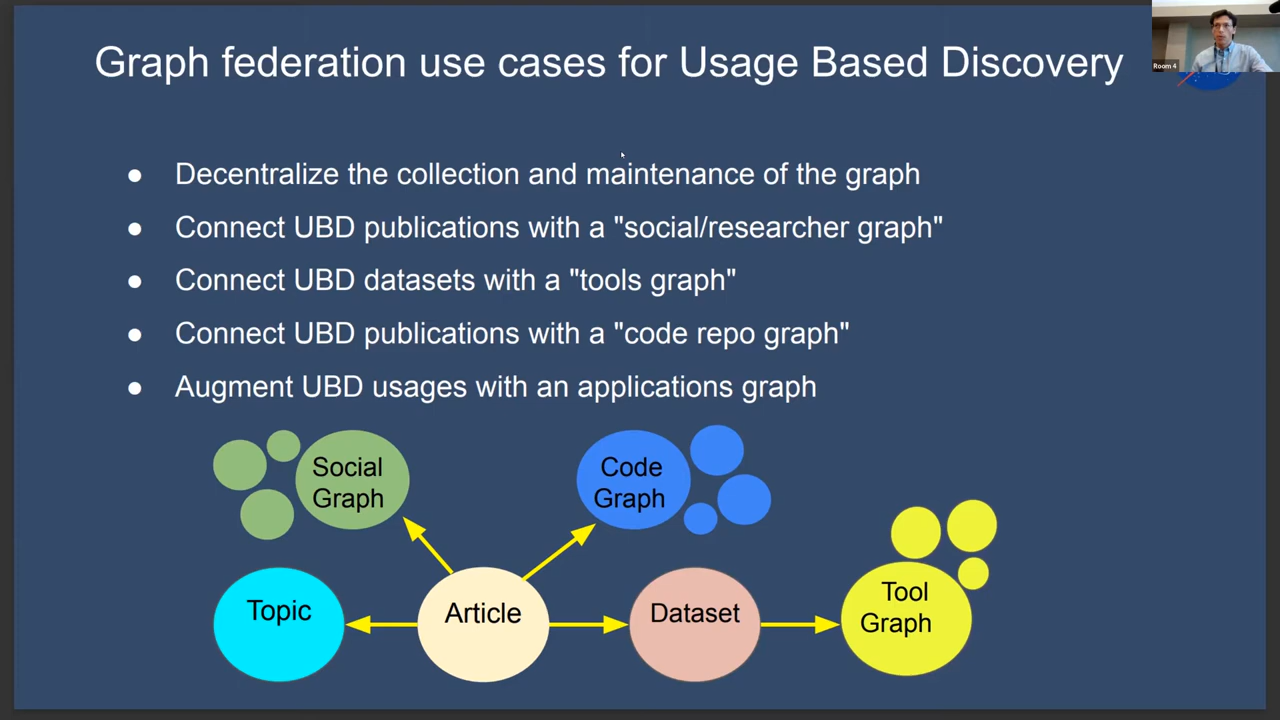 Graph federation use cases for Usage Based Discovery
Room 4
● Decentralize the collection and maintenance of the graph
● Connect UBD publications with a "social/researcher graph"
● Connect UBD datasets with a "tools graph"
● Connect UBD publications with a "code repo graph"
● Augment UBD usages with an applications graph
Social
Graph
Code
Graph
Topic
Article
Dataset
Tool
Graph